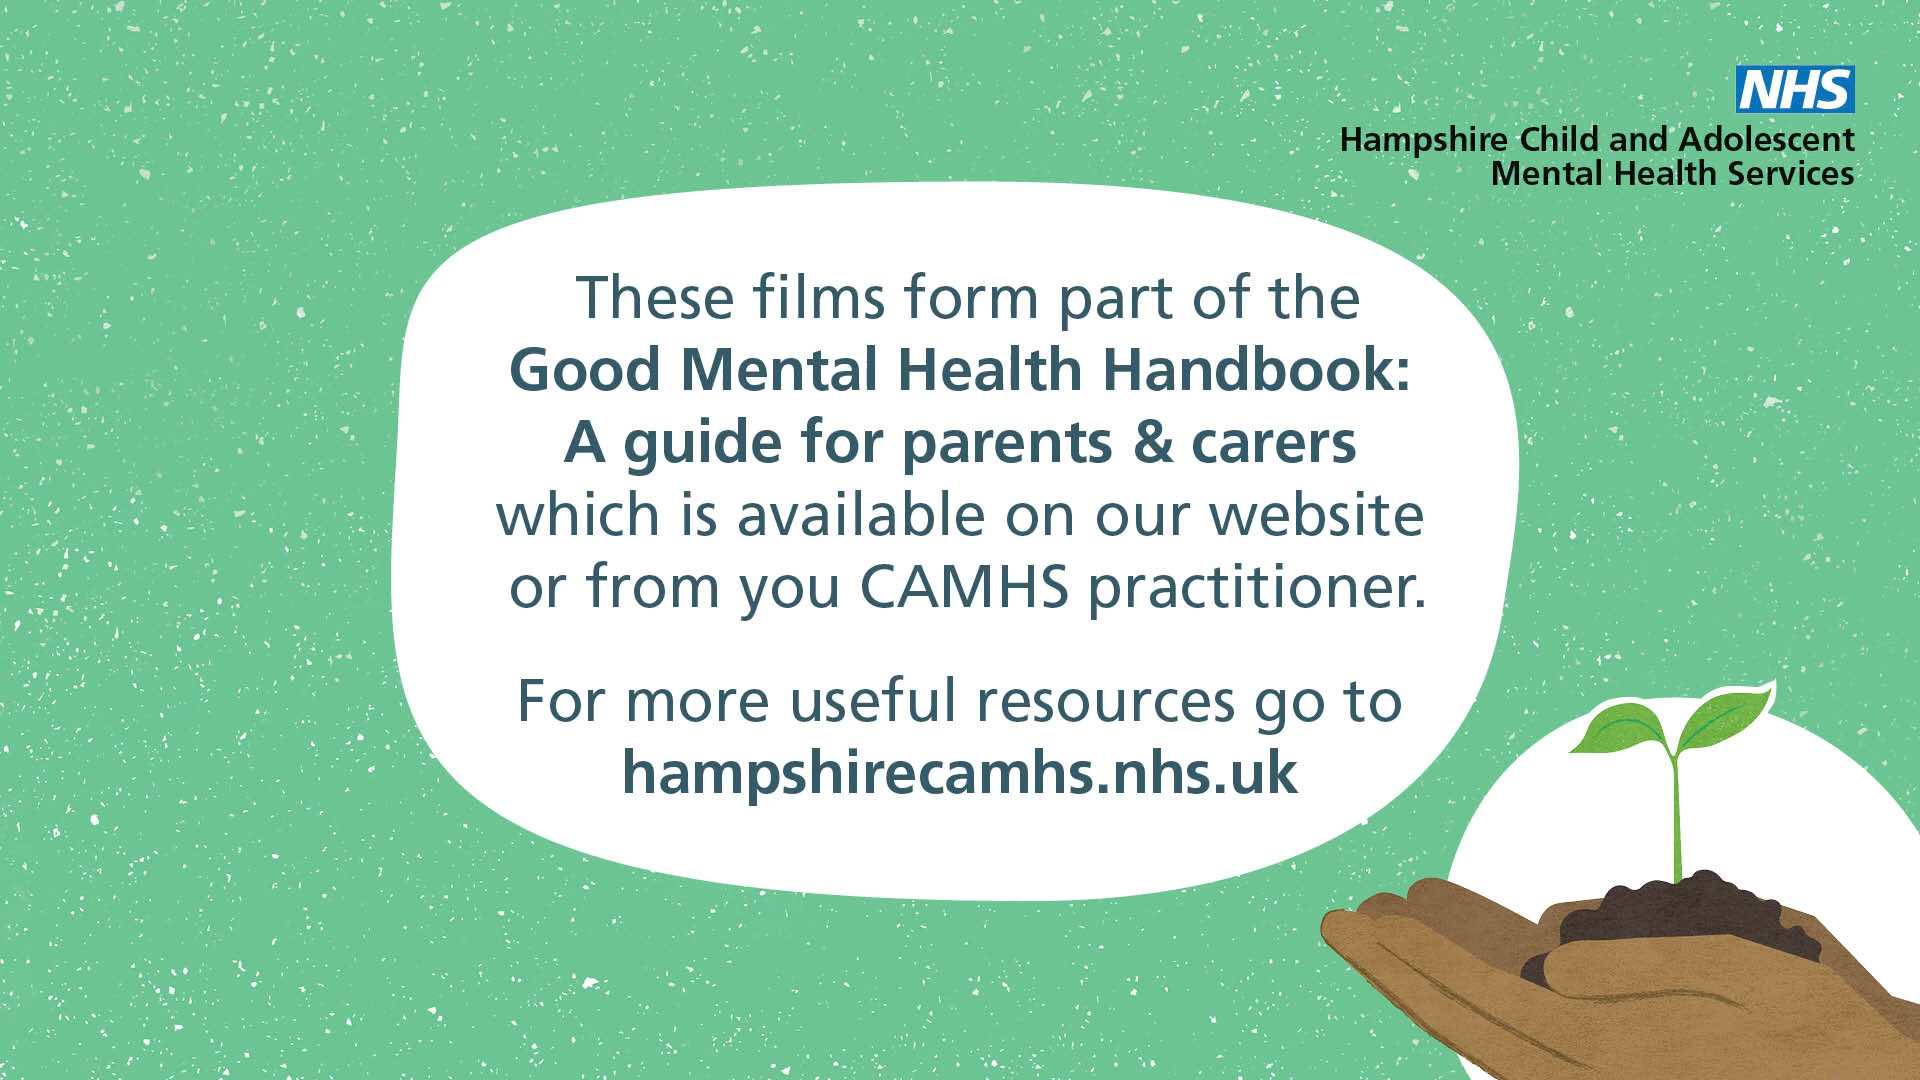 NHS
Hampshire Child and Adolescent
Mental Health Services
These films form part of the
Good Mental Health Handbook:
A guide for parents & carers
which is available on our website
or from you CAMHS practitioner.
For more useful resources go to
hampshirecamhs.nhs.uk